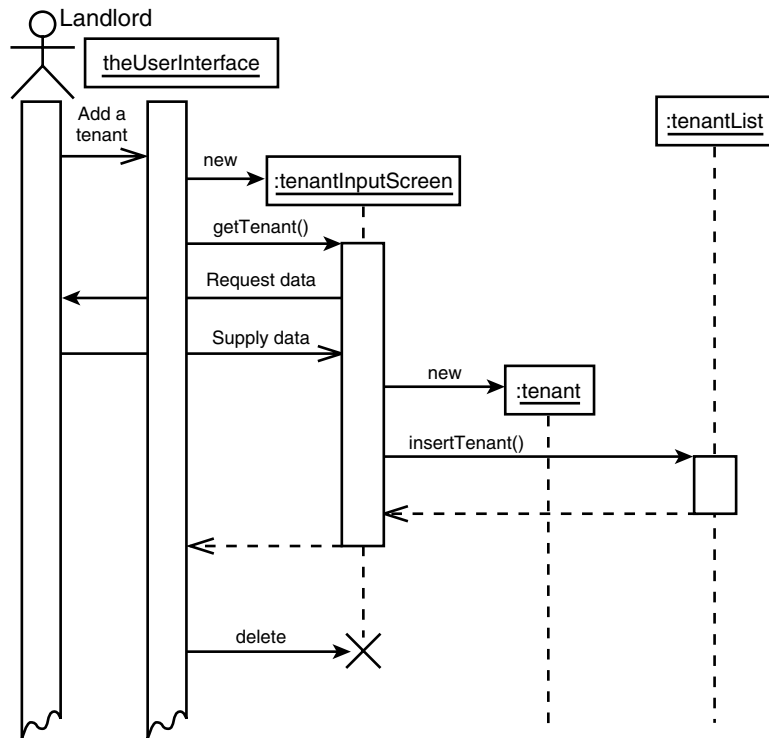 Landlord
theUserInterface
Add a
tenant
:tenantList
new
:tenantInputScreen
getTenant()
Request data
Supply data
new
:tenant
insertTenant()
delete